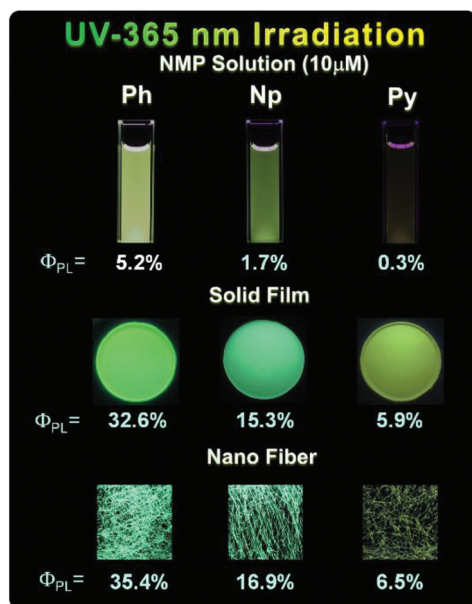 UV-365 nm Irradiation
NMP Solution (10μM)
Ph Np Py
ΦPL= 5.2% 1.7% 0.3%
Solid Film
ΦPL= 32.6% 15.3% 5.9%
Nano Fiber
ΦPL= 35.4% 16.9% 6.5%